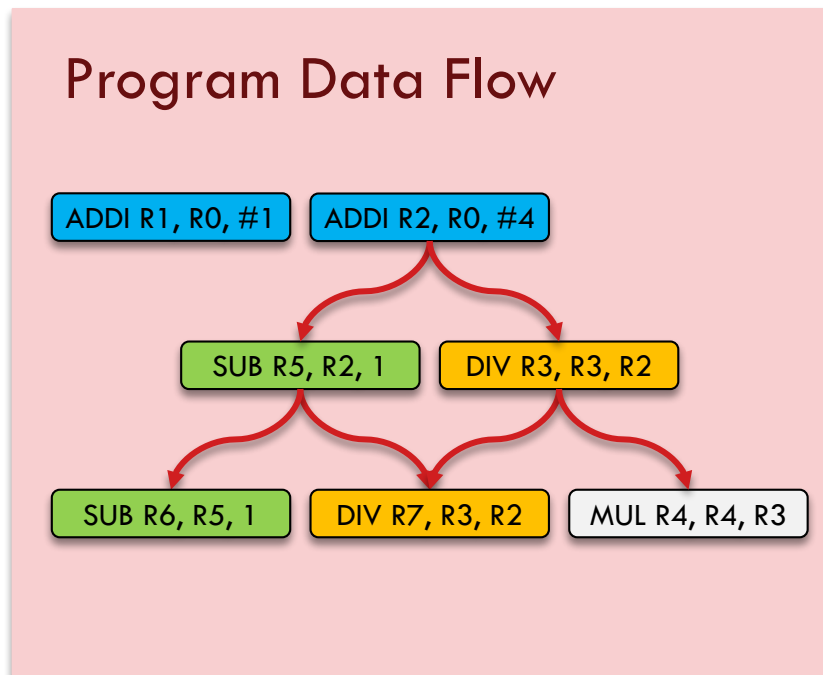 Program Data Flow
ADDI R1, R0, #1
ADDI R2, R0, #4
SUB R5, R2, 1
DIV R3, R3, R2
SUB R6, R5, 1
DIV R7, R3, R2
MUL R4, R4, R3